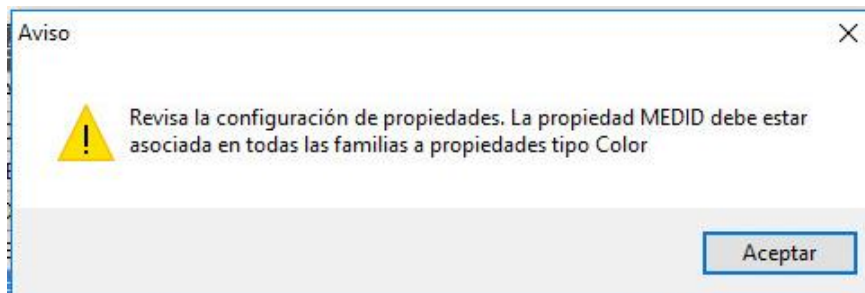 Aviso
Revisa la configuración de propiedades. La propiedad MEDID debe estar
asociada en todas las familias a propiedades tipo Color
Aceptar